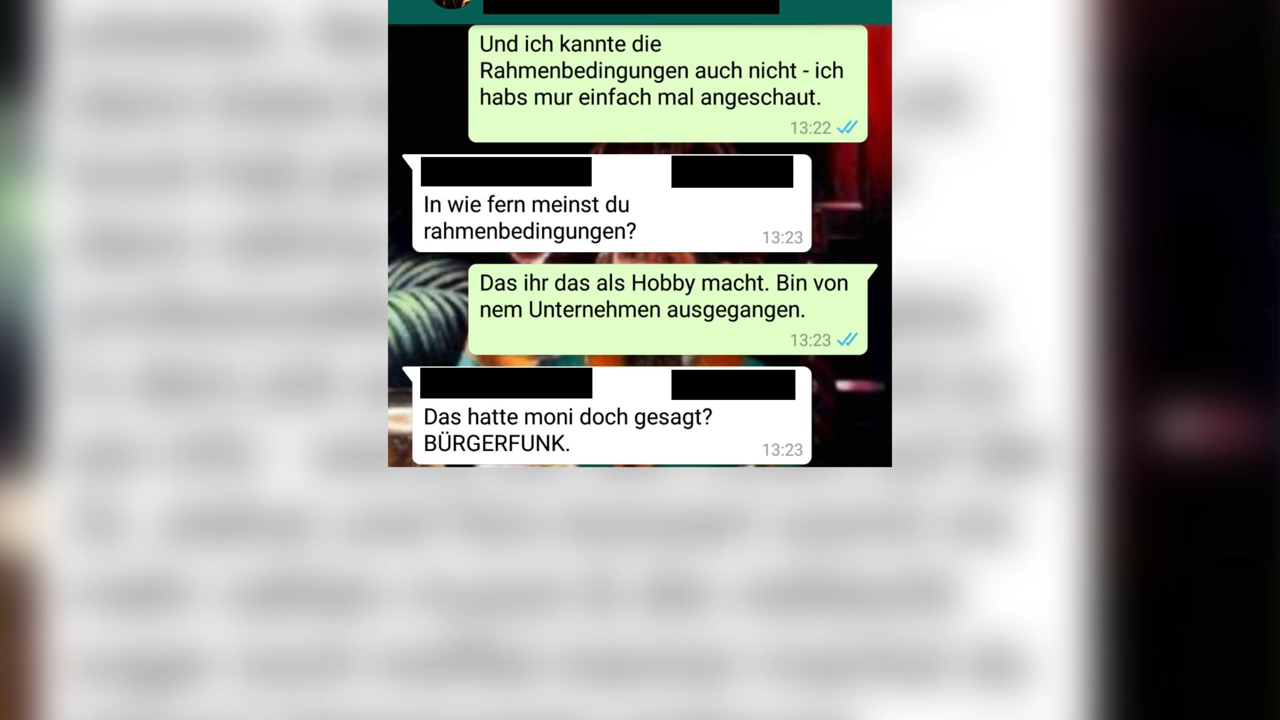 Und ich kannte die
Rahmenbedingungen auch nicht - ich
habs mur einfach mal angeschaut.
13:22
In wie fern meinst du
rahmenbedingungen?
13:23
Das ihr das als Hobby macht. Bin von
nem Unternehmen ausgegangen.
13:23
Das hatte moni doch gesagt?
BÜRGERFUNK.
13:23